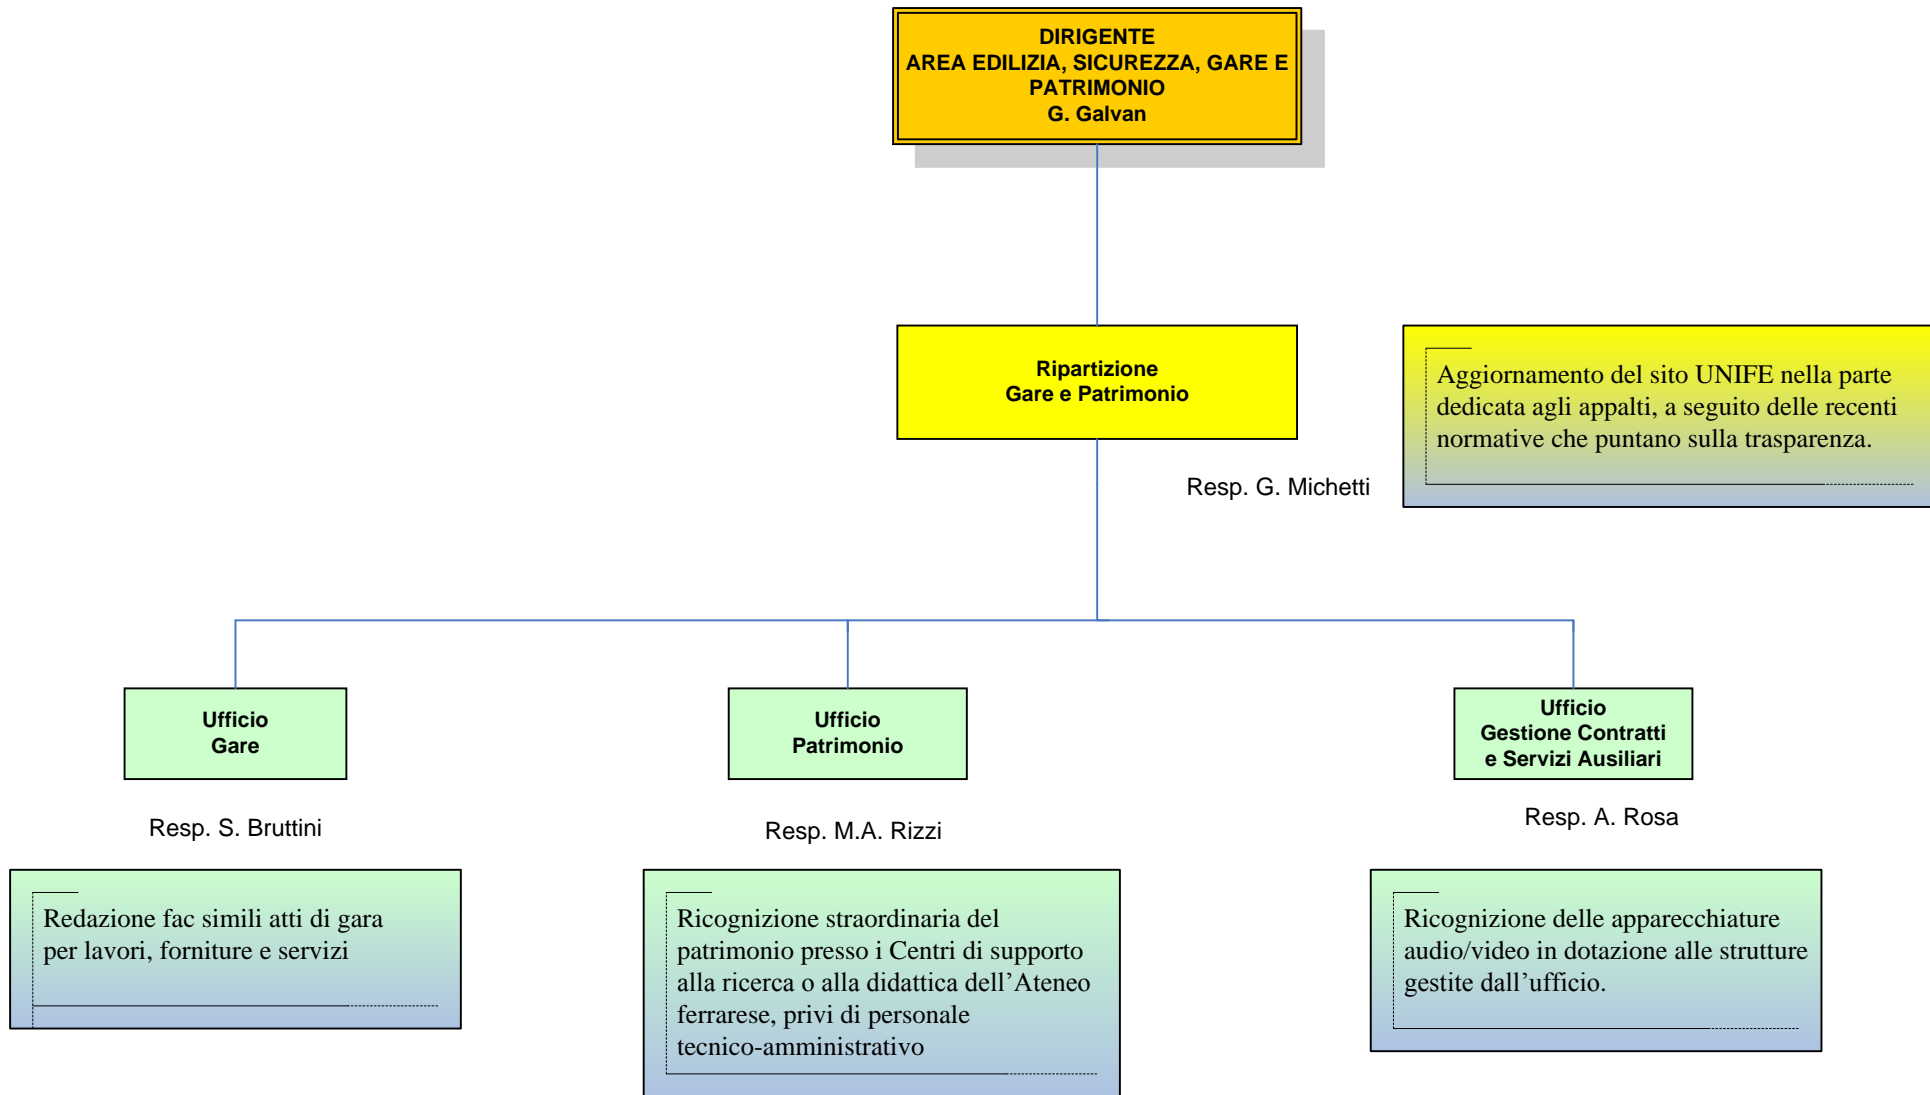 DIRIGENTE
AREA EDILIZIA, SICUREZZA, GARE E
PATRIMONIO
G. Galvan
Ripartizione
Gare e Patrimonio
Resp. G. Michetti
Aggiornamento del sito UNIFE nella parte
dedicata agli appalti, a seguito delle recenti
normative che puntano sulla trasparenza.
Ufficio
Gare
Resp. S. Bruttini
Redazione fac simili atti di gara
per lavori, forniture e servizi
Ufficio
Patrimonio
Resp. M.A. Rizzi
Ricognizione straordinaria del
patrimonio presso i Centri di supporto
alla ricerca o alla didattica dell’Ateneo
ferrarese, privi di personale
tecnico-amministrativo
Ufficio
Gestione Contratti
e Servizi Ausiliari
Resp. A. Rosa
Ricognizione delle apparecchiature
audio/video in dotazione alle strutture
gestite dall’ufficio.